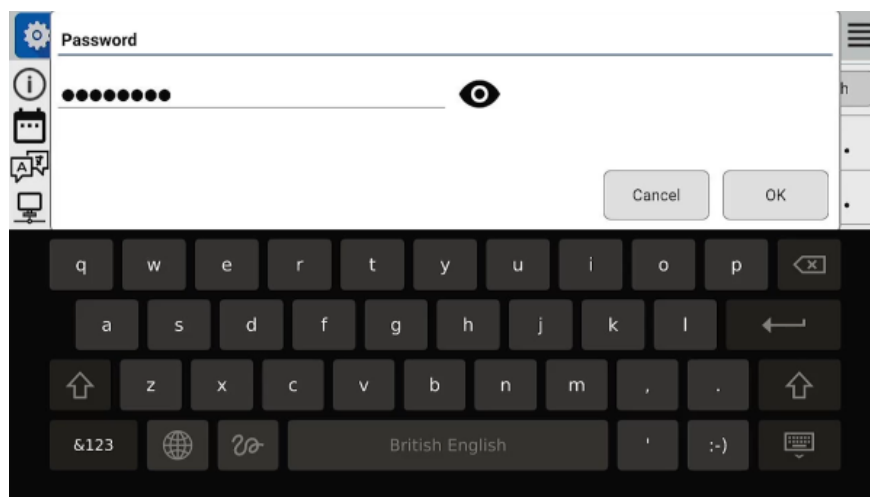 Password
••••••••
h
Cancel OK
q w e r t y u i o p
a s d f g h j k l
z x c v b n m , .
&123 British English ' :-)